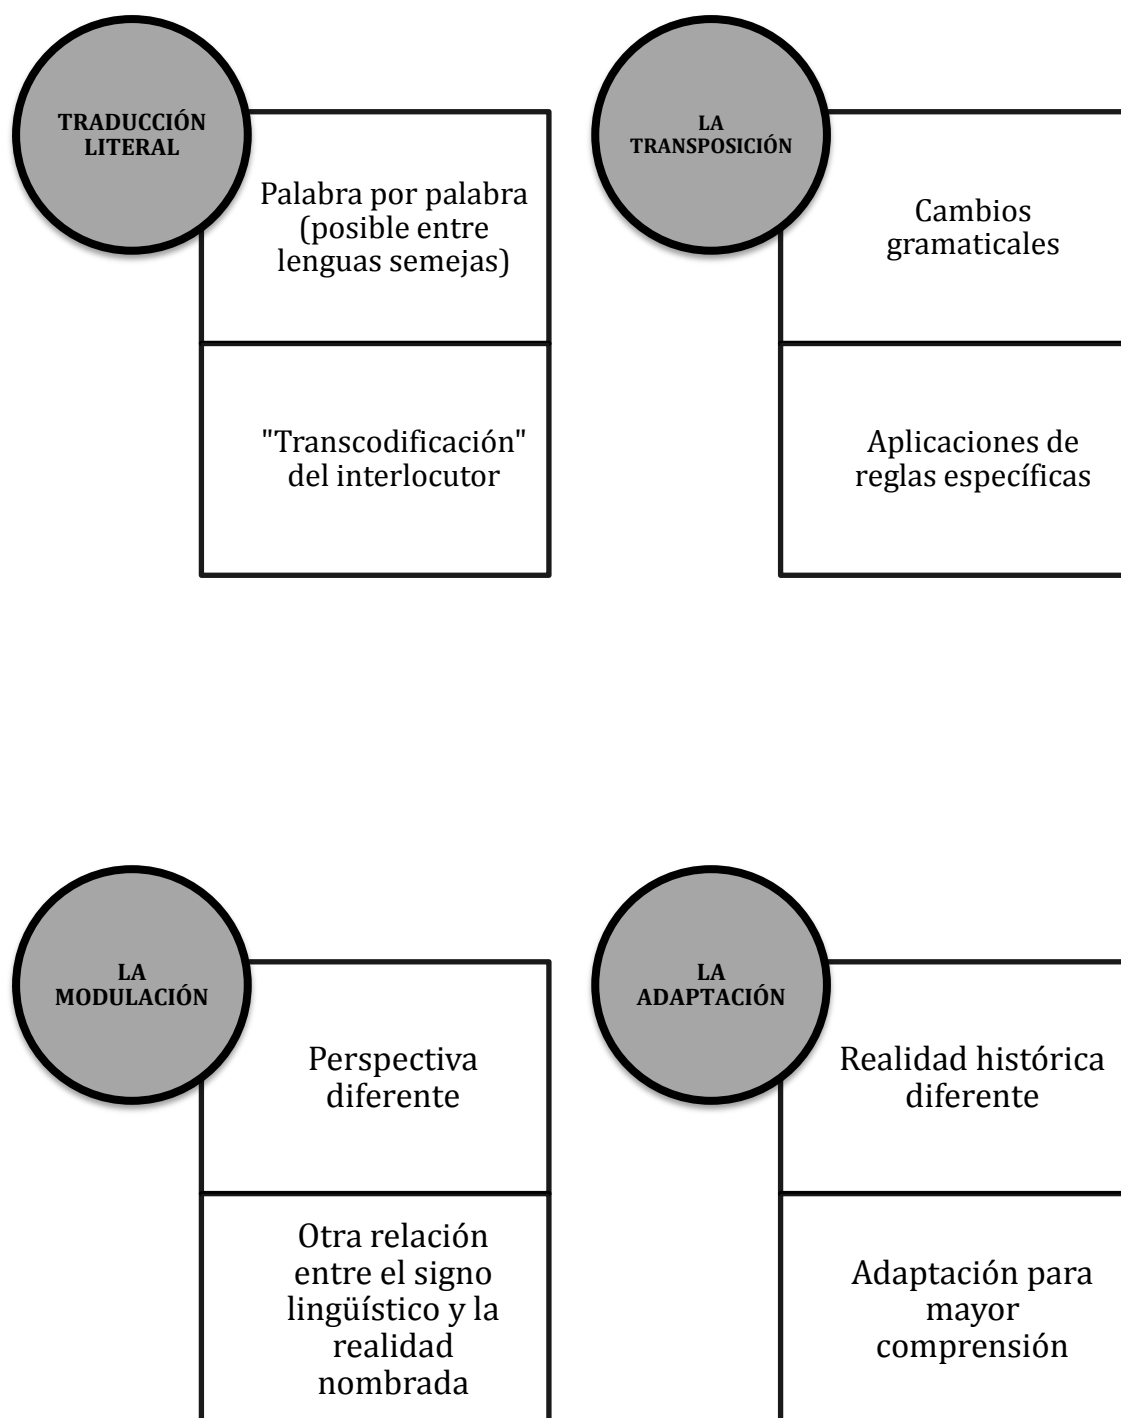 TRADUCCIÓN
LITERAL
Palabra por palabra
(posible entre
lenguas semejas)
"Transcodificación"
del interlocutor
LA
TRANSPOSICIÓN
Cambios
gramaticales
Aplicaciones de
reglas específicas
LA
MODULACIÓN
Perspectiva
diferente
Otra relación
entre el signo
lingüístico y la
realidad
nombrada
LA
ADAPTACIÓN
Realidad histórica
diferente
Adaptación para
mayor
comprensión